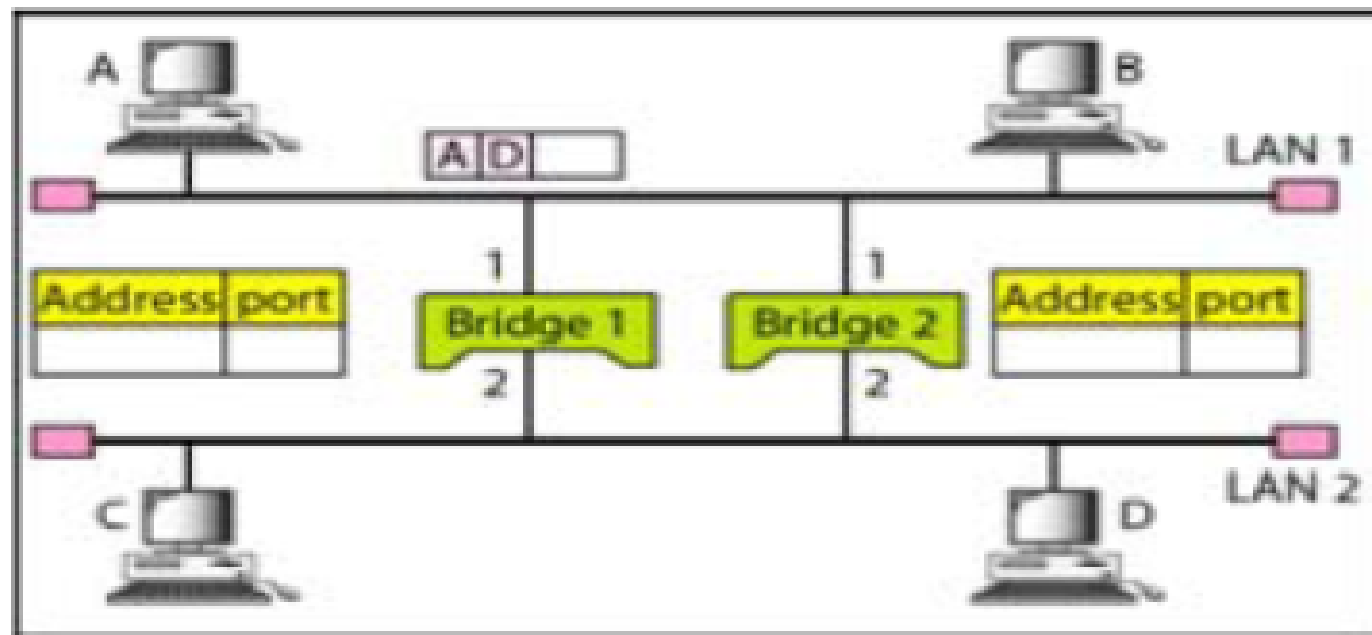 A
B
A D
LAN 1
1
1
Address port
Bridge 1
Bridge 2
Address port
2
2
C
D
LAN 2